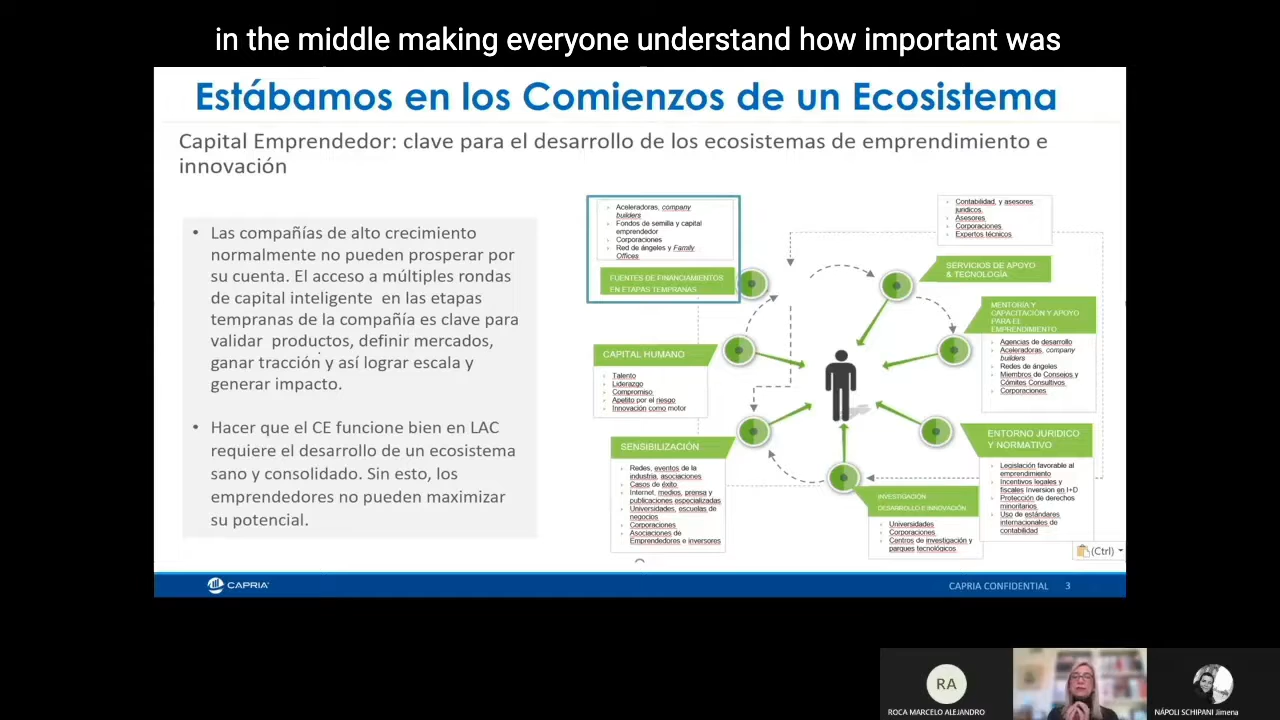 in the middle making everyone understand how important was
Estábamos en los Comienzos de un Ecosistema
Capital Emprendedor: clave para el desarrollo de los ecosistemas de emprendimiento e
innovación
• Las compañías de alto crecimiento
normalmente no pueden prosperar por
su cuenta. El acceso a múltiples rondas
de capital inteligente en las etapas
tempranas de la compañía es clave para
validar productos, definir mercados,
ganar tracción y así lograr escala y
generar impacto.
• Hacer que el CE funcione bien en LAC
requiere el desarrollo de un ecosistema
sano y consolidado. Sin esto, los
emprendedores no pueden maximizar
su potencial.
Aceleradoras, company
builders
Fondos de semilla y capital
emprendedor
Corporaciones
Red de ángeles y Family
Offices
FUENTES DE FINANCIAMIENTOS
EN ETAPAS TEMPRANAS
Contabilidad, y asesores
jurídicos.
Asesores
Corporaciones
Expertos técnicos
SERVICIOS DE APOYO
& TECNOLOGÍA
MENTORÍA Y
CAPACITACIÓN Y APOYO
PARA EL
EMPRENDIMIENTO
Agencias de desarrollo
Aceleradoras, company
builders
Redes de ángeles
Miembros de Consejos y
Cómites Consultivos
Corporaciones
CAPITAL HUMANO
Talento
Liderazgo
Compromiso
Apetito por el riesgo
Innovación como motor
SENSIBILIZACIÓN
Redes, eventos de la
industria, asociaciones
Casos de éxito
Internet, medios, prensa y
publicaciones especializadas
Universidades, escuelas de
negocios
Corporaciones
Asociaciones de
Emprendedores e inversores
ENTORNO JURIDICO
Y NORMATIVO
Legislación favorable al
emprendimiento
Incentivos legales y
fiscales inversion en I+D
Protección de derechos
minoritarios
Uso de estándares
internacionales de
contabilidad
INVESTIGACIÓN
DESARROLLO E INNOVACIÓN
Universidades
Corporaciones
Centros de investigación y
parques tecnológicos
(Ctrl)
CAPRIA
CAPRIA CONFIDENTIAL 3
RA
ROCA MARCELO ALEJANDRO
NÁPOLI SCHIPANI Jimena